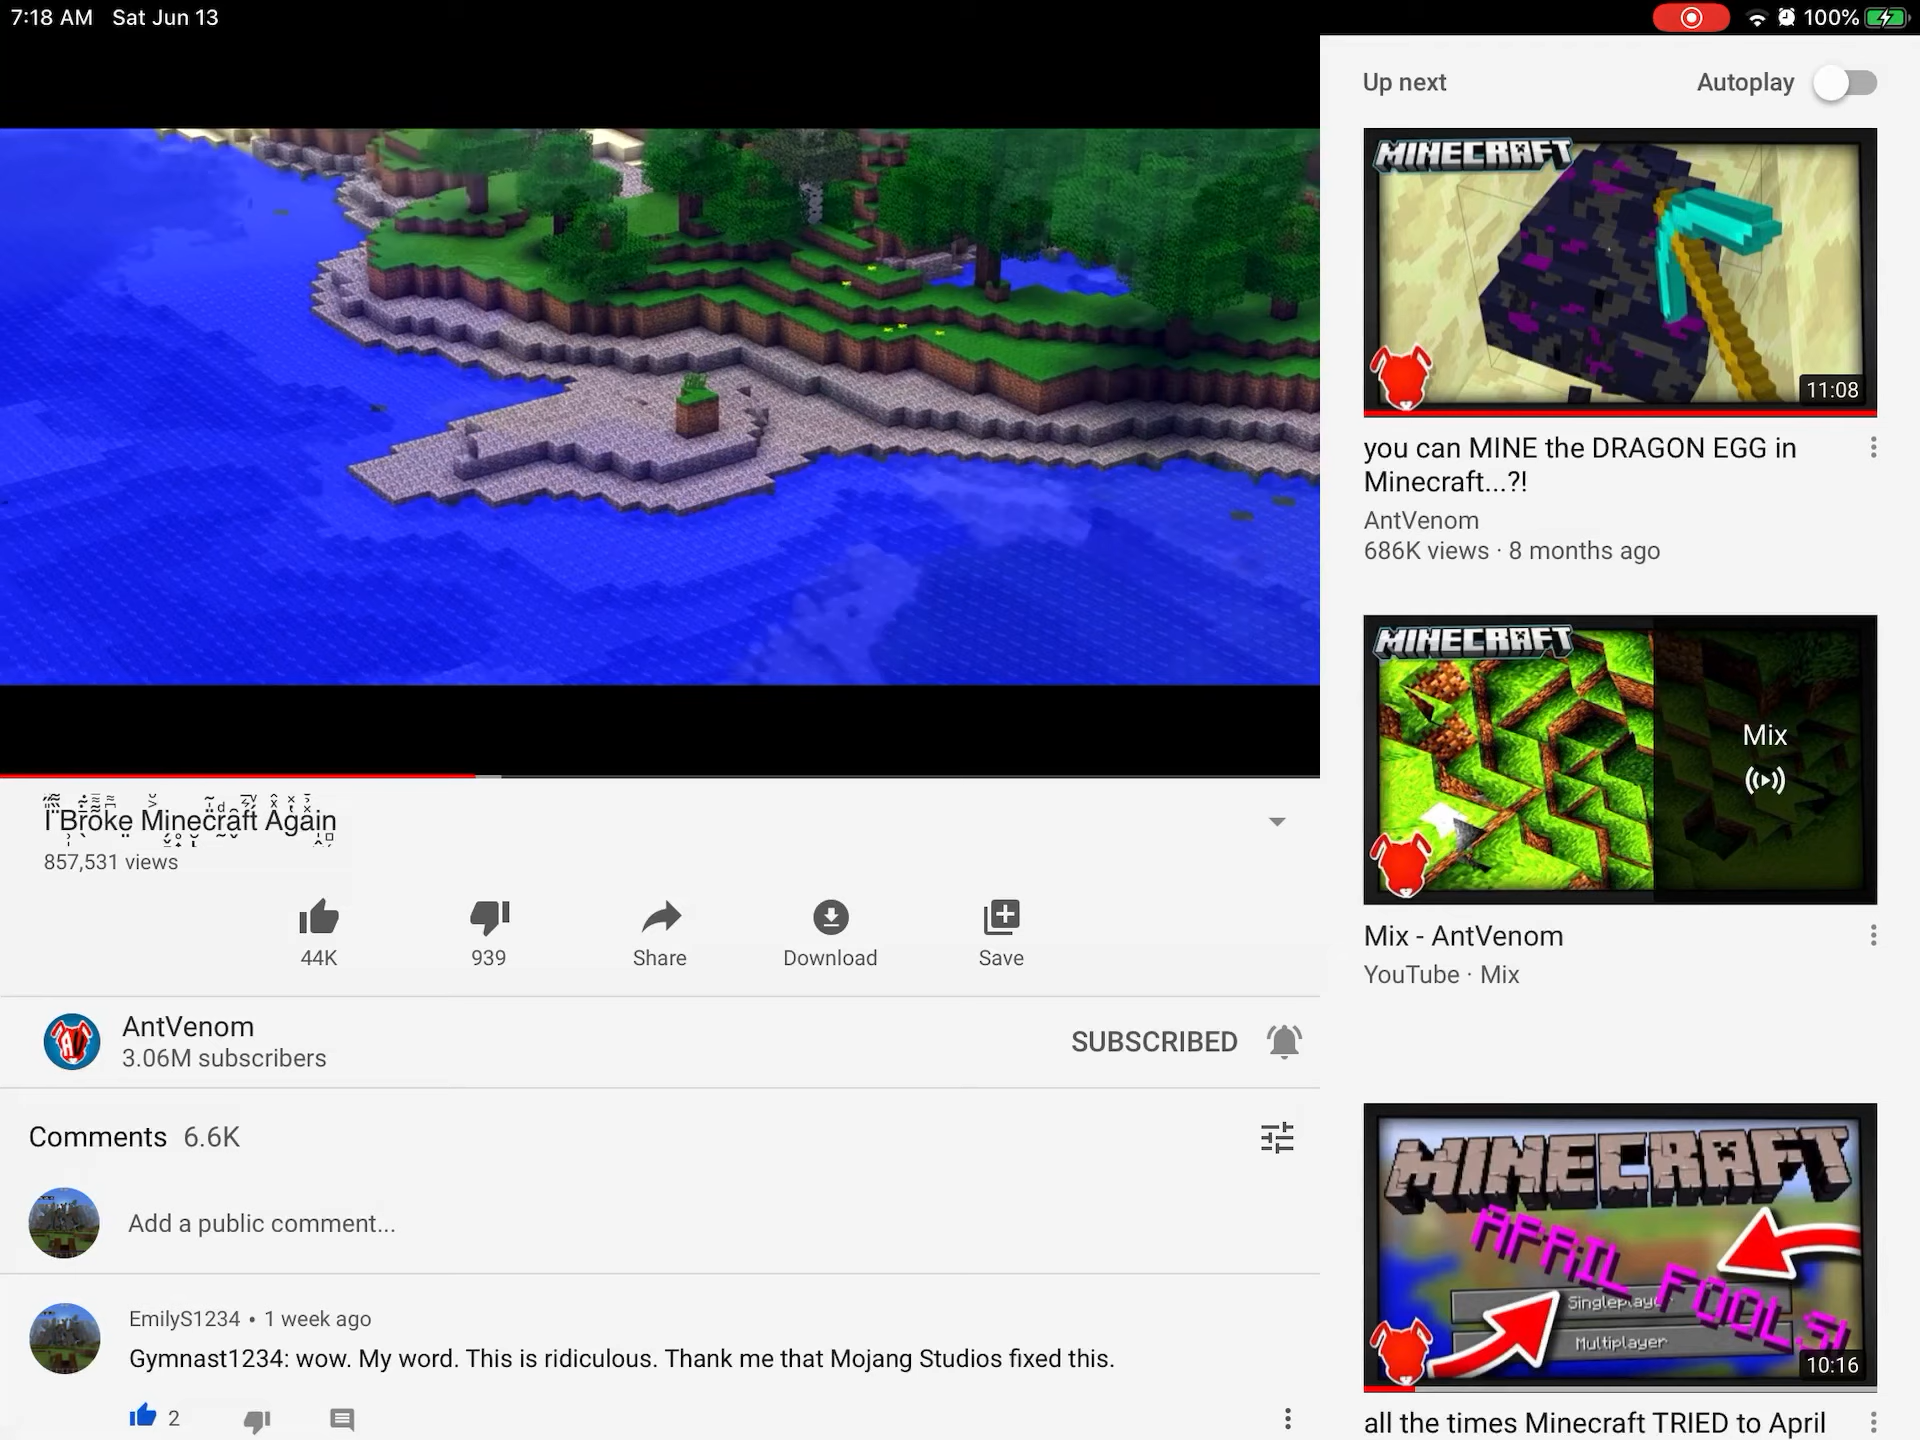 7:18 AM Sat Jun 13
100%
Up next
Autoplay
MINECRAFT
11:08
you can MINE the DRAGON EGG in
Minecraft...?!
AntVenom
686K views · 8 months ago
MINECRAFT
Mix
Mix - AntVenom
YouTube · Mix
MINECRAFT
APRIL FOOLS!
Singleplayer
Multiplayer
10:16
all the times Minecraft TRIED to April
I Broke Minecraft Again
857,531 views
44K
939
Share
Download
Save
AntVenom
3.06M subscribers
SUBSCRIBED
Comments 6.6K
Add a public comment...
EmilyS1234 • 1 week ago
Gymnast1234: wow. My word. This is ridiculous. Thank me that Mojang Studios fixed this.
2